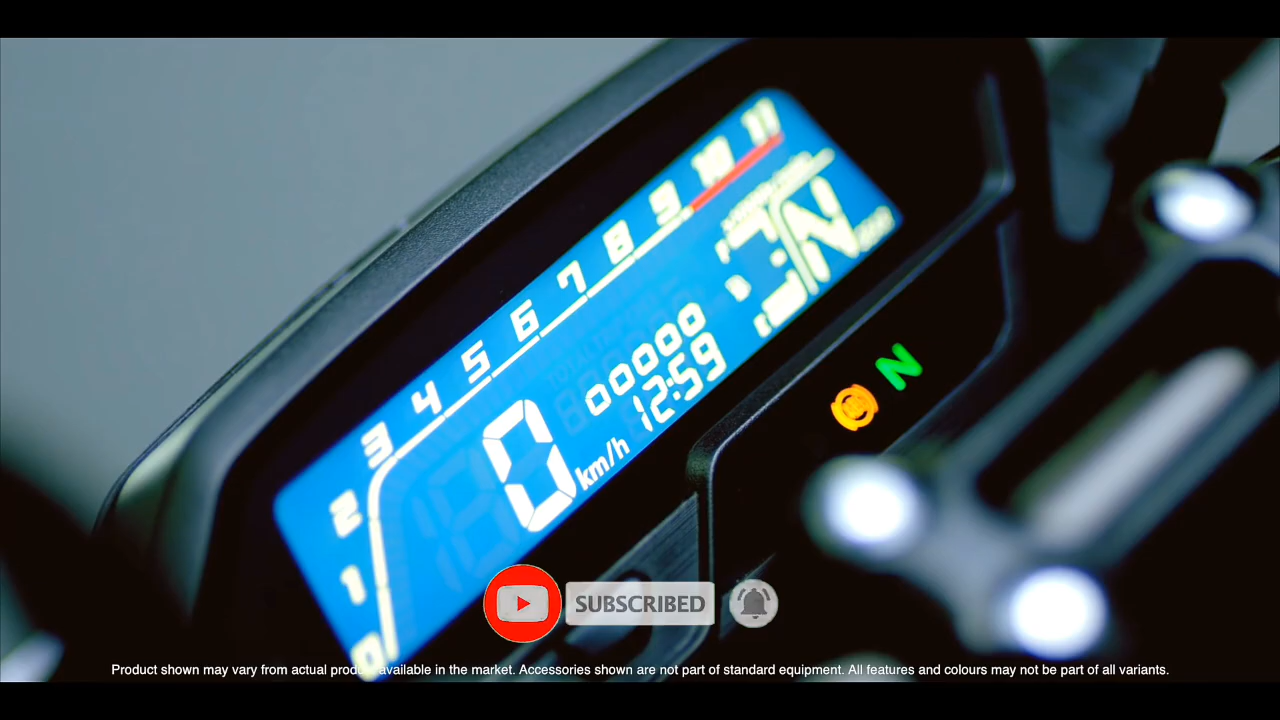 0 1 2 3 4 5 6 7 8 9 10 11
N
00000
12:59
0 km/h
N
SUBSCRIBED
Product shown may vary from actual product available in the market. Accessories shown are not part of standard equipment. All features and colours may not be part of all variants.